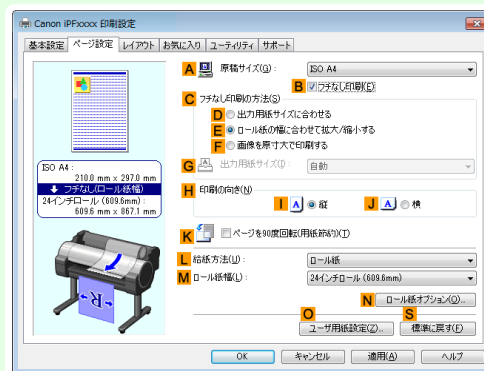 Canon iPFxxxx 印刷設定
基本設定 ページ設定 レイアウト お気に入り ユーティリティ サポート
A 原稿サイズ(G): ISO A4
B フチなし印刷(E)
C フチなし印刷の方法(S)
D 出力用紙サイズに合わせる
E ロール紙の幅に合わせて拡大/縮小する
F 画像を原寸大で印刷する
G 出力用紙サイズ(I): 自動
ISO A4 :
210.0 mm x 297.0 mm
フチなし(ロール紙幅)
24インチロール (609.6mm) :
609.6 mm x 867.1 mm
H 印刷の向き(N)
I A 縦 J A 横
K ページを90度回転(用紙節約)(T)
L 給紙方法(U): ロール紙
M ロール紙幅(L): 24インチロール (609.6mm)
N ロール紙オプション(O)...
O S
ユーザ用紙設定(Z)... 標準に戻す(F)
R
OK キャンセル 適用(A) ヘルプ